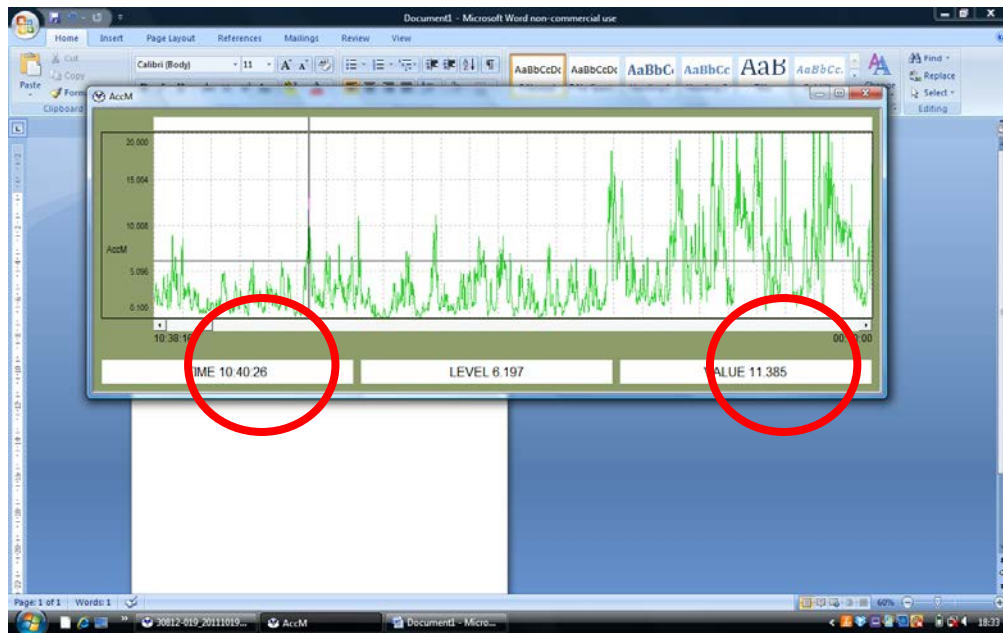 Document1 - Microsoft Word non-commercial use
Home Insert Page Layout References Mailings Review View
Cut
Copy
Paste
Clipboard
Calibri (Body) 11
AaBbCcDc AaBbCcDc AaBbC AaBbCc AaB AaBbCc.
Find
Replace
Select
Editing
AccM
20.000
15.004
10.008
AccM
5.096
0.100
10:38:1
TIME 10:40:26
LEVEL 6.197
VALUE 11.385
Page: 1 of 1 Words: 1
60%
30812-019_20111019...
AccM
Document1 - Micro...
18:33